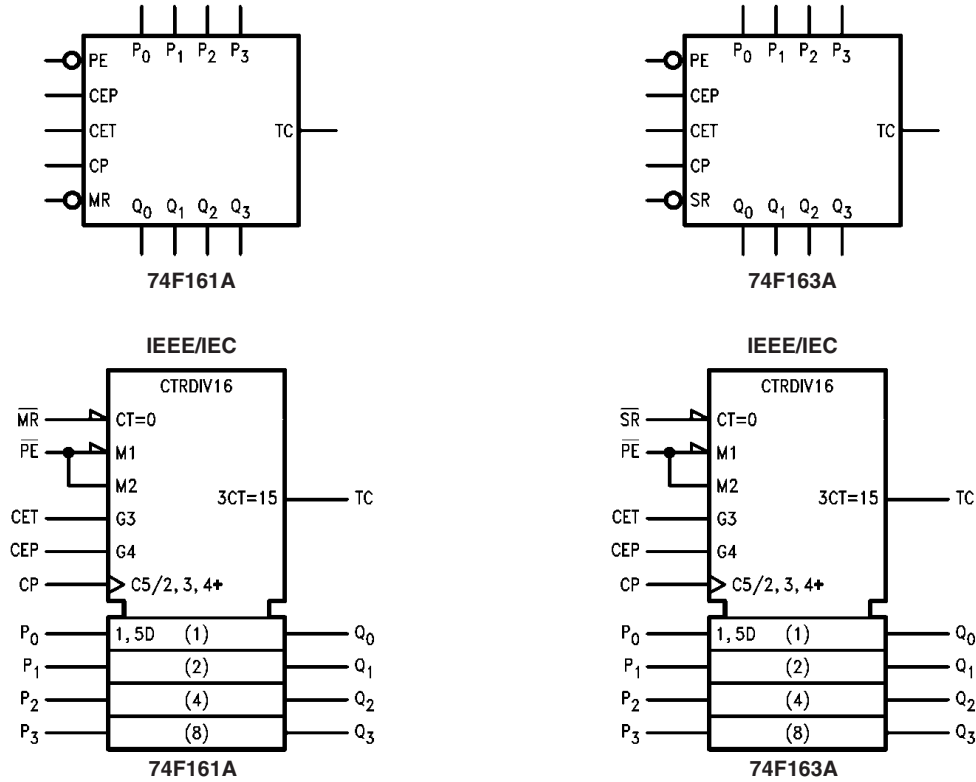 P0 P1 P2 P3
PE
CEP
CET
TC
CP
MR
Q0 Q1 Q2 Q3
74F161A
P0 P1 P2 P3
PE
CEP
CET
TC
CP
SR
Q0 Q1 Q2 Q3
74F163A
IEEE/IEC
CTRDIV16
M̅R̅ CT=0
P̅E̅ M1
M2
3CT=15 TC
CET G3
CEP G4
CP C5/2,3,4+
P0 1,5D (1) Q0
P1 (2) Q1
P2 (4) Q2
P3 (8) Q3
74F161A
IEEE/IEC
CTRDIV16
S̅R̅ CT=0
P̅E̅ M1
M2
3CT=15 TC
CET G3
CEP G4
CP C5/2,3,4+
P0 1,5D (1) Q0
P1 (2) Q1
P2 (4) Q2
P3 (8) Q3
74F163A